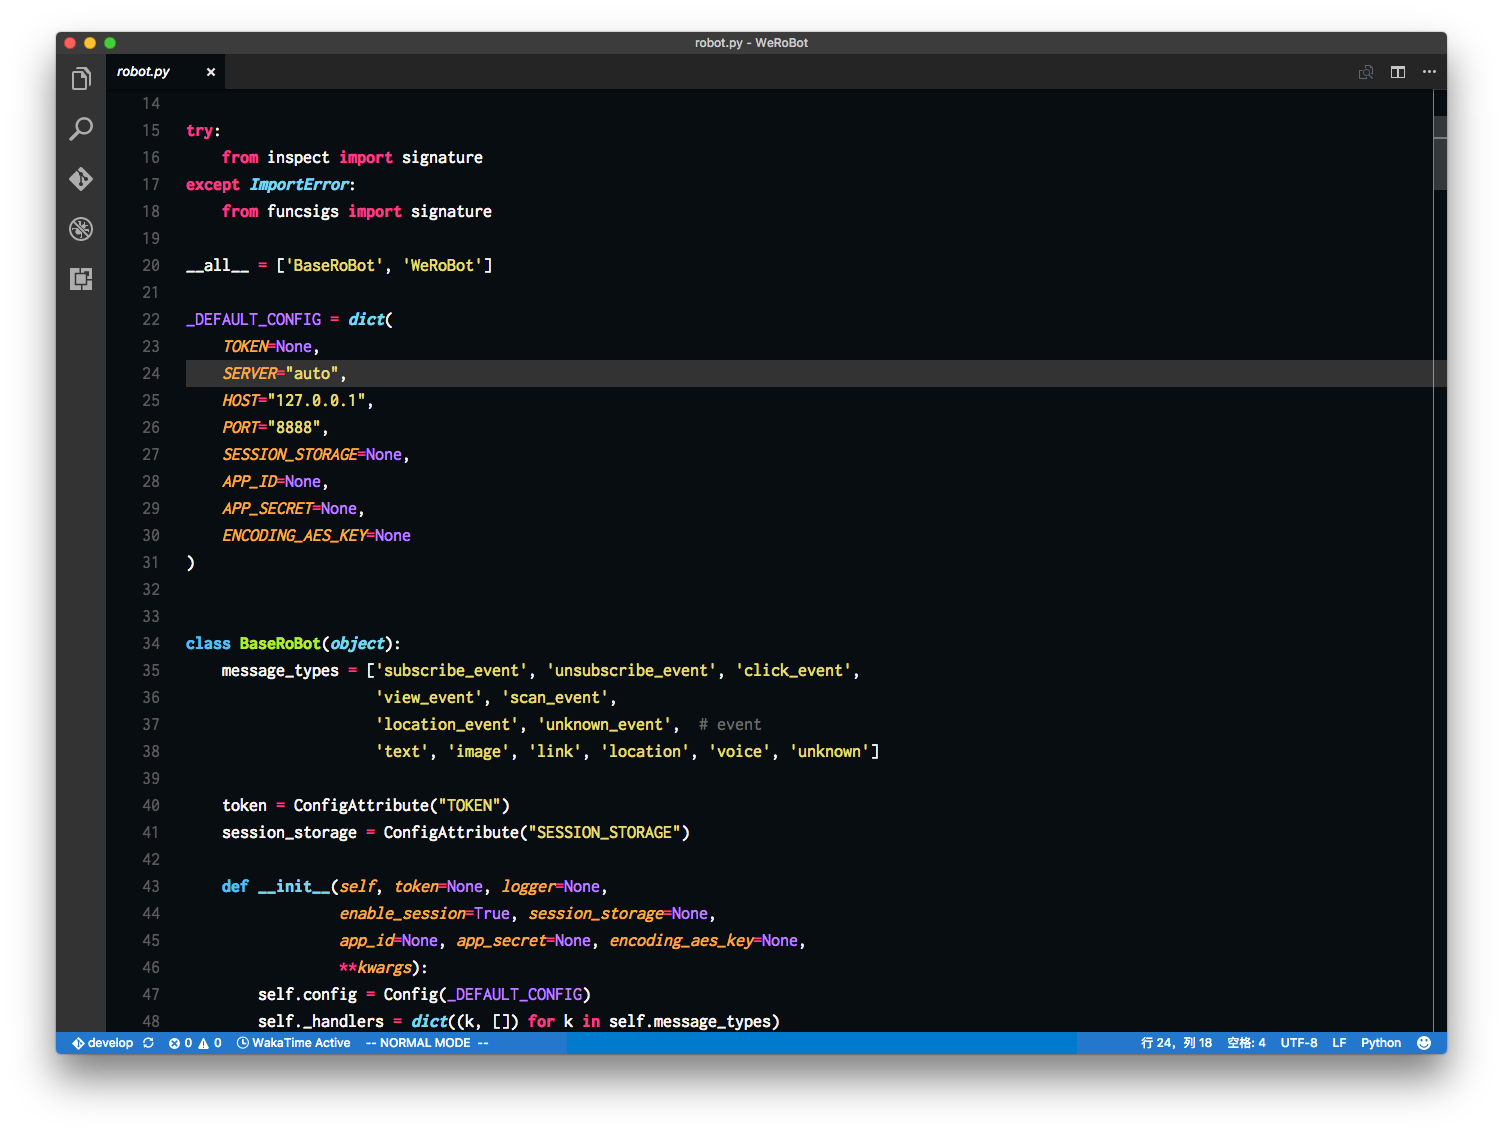 robot.py - WeRoBot
robot.py ×
14
15 try:
16     from inspect import signature
17 except ImportError:
18     from funcsigs import signature
19
20 __all__ = ['BaseRoBot', 'WeRoBot']
21
22 _DEFAULT_CONFIG = dict(
23     TOKEN=None,
24     SERVER="auto",
25     HOST="127.0.0.1",
26     PORT="8888",
27     SESSION_STORAGE=None,
28     APP_ID=None,
29     APP_SECRET=None,
30     ENCODING_AES_KEY=None
31 )
32
33
34 class BaseRoBot(object):
35     message_types = ['subscribe_event', 'unsubscribe_event', 'click_event',
36                      'view_event', 'scan_event',
37                      'location_event', 'unknown_event',  # event
38                      'text', 'image', 'link', 'location', 'voice', 'unknown']
39
40     token = ConfigAttribute("TOKEN")
41     session_storage = ConfigAttribute("SESSION_STORAGE")
42
43     def __init__(self, token=None, logger=None,
44                  enable_session=True, session_storage=None,
45                  app_id=None, app_secret=None, encoding_aes_key=None,
46                  **kwargs):
47         self.config = Config(_DEFAULT_CONFIG)
48         self._handlers = dict((k, []) for k in self.message_types)
develop 0 0 WakaTime Active -- NORMAL MODE -- 行 24，列 18 空格: 4 UTF-8 LF Python